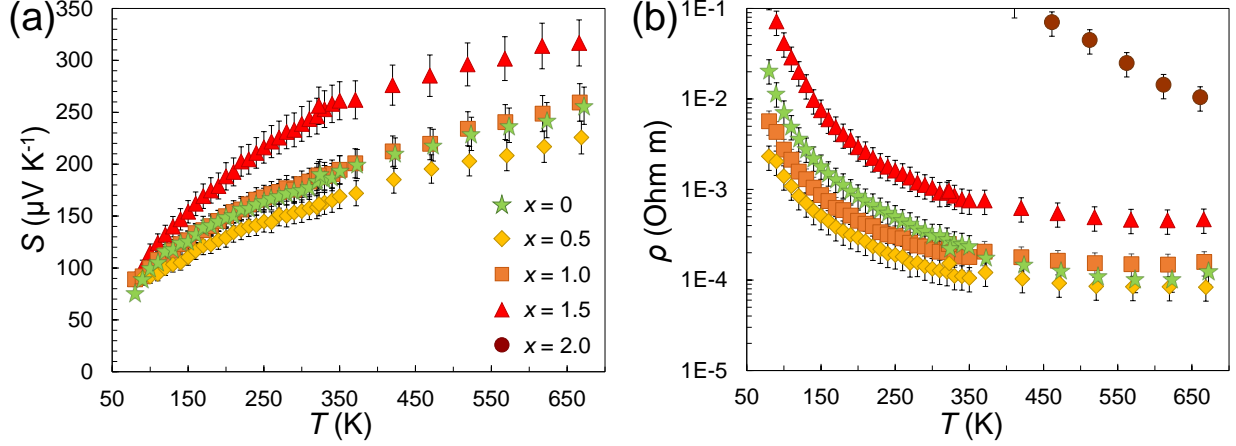 (a)
350
300
250
200
150
100
50
0
S (µV K⁻¹)
50 150 250 350 450 550 650
T (K)
x = 0
x = 0.5
x = 1.0
x = 1.5
x = 2.0
(b)
1E-1
1E-2
1E-3
1E-4
1E-5
ρ (Ohm m)
50 150 250 350 450 550 650
T (K)